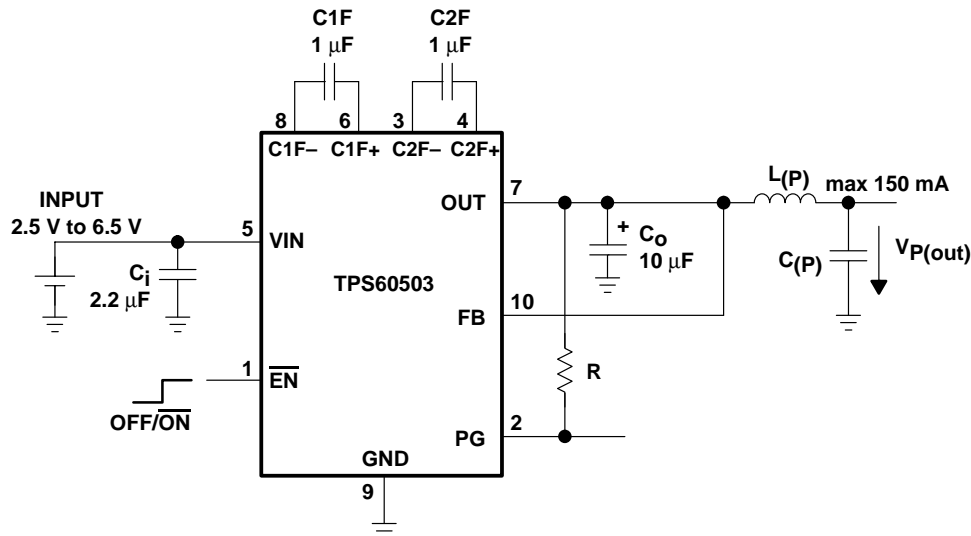 C1F
1 μF
C2F
1 μF
8
6
3
4
C1F–
C1F+
C2F–
C2F+
INPUT
2.5 V to 6.5 V
5
VIN
Ci
2.2 μF
1
EN
OFF/ON
TPS60503
OUT
7
+
Co
10 μF
L(P)
max 150 mA
C(P)
VP(out)
FB
10
R
PG
2
GND
9